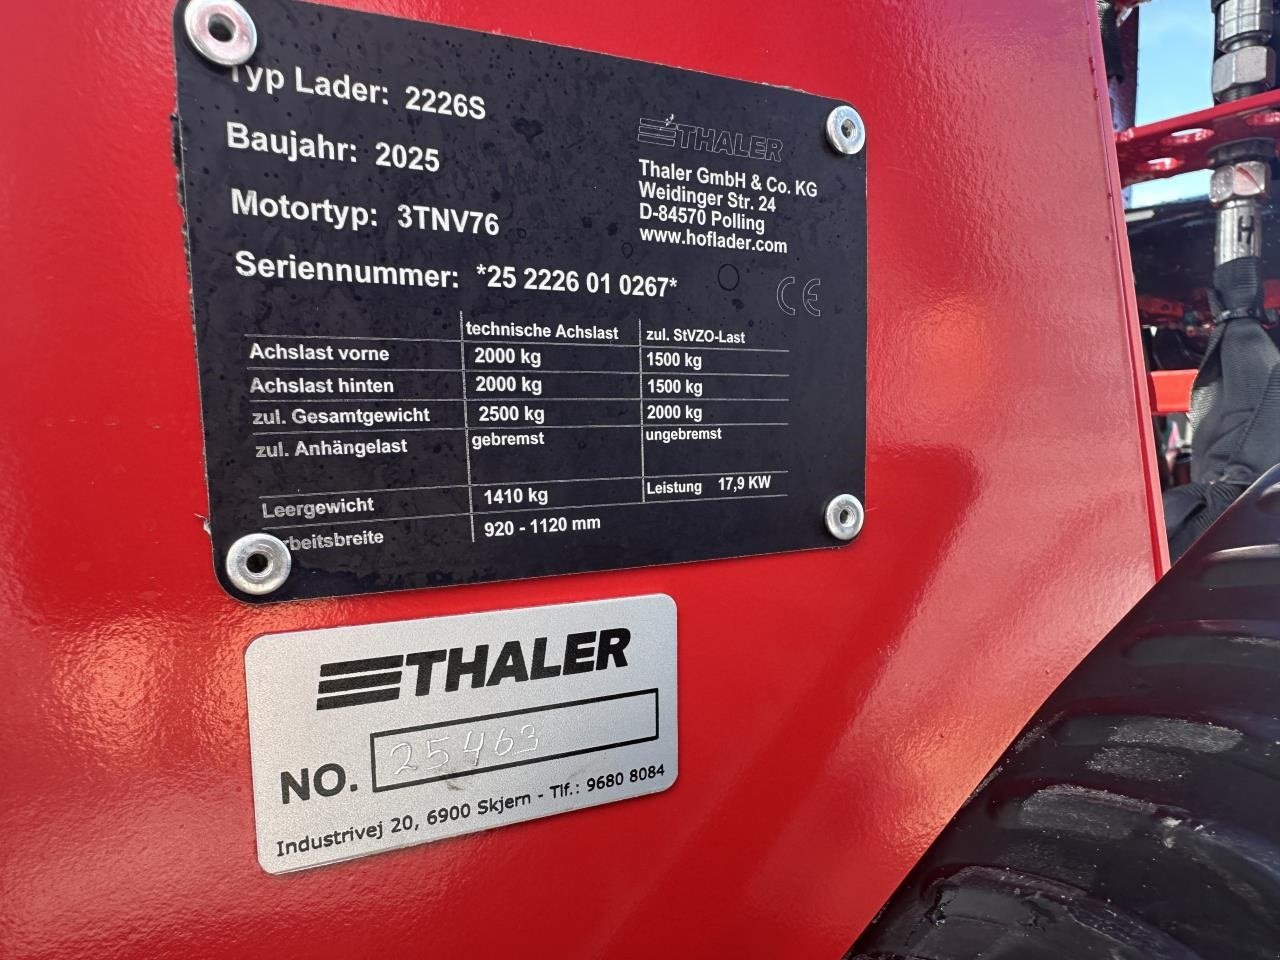 Typ Lader: 2226S
Baujahr: 2025
Motortyp: 3TNV76
Seriennummer: *25 2226 01 0267*
THALER
Thaler GmbH & Co. KG
Weidinger Str. 24
D-84570 Polling
www.hoflader.com
CE
technische Achslast zul. StVZO-Last
Achslast vorne 2000 kg 1500 kg
Achslast hinten 2000 kg 1500 kg
zul. Gesamtgewicht 2500 kg 2000 kg
zul. Anhängelast gebremst ungebremst
Leergewicht 1410 kg Leistung 17,9 KW
rbeitsbreite 920 - 1120 mm
THALER
NO. 25463
Industrivej 20, 6900 Skjern - Tlf.: 9680 8084
H